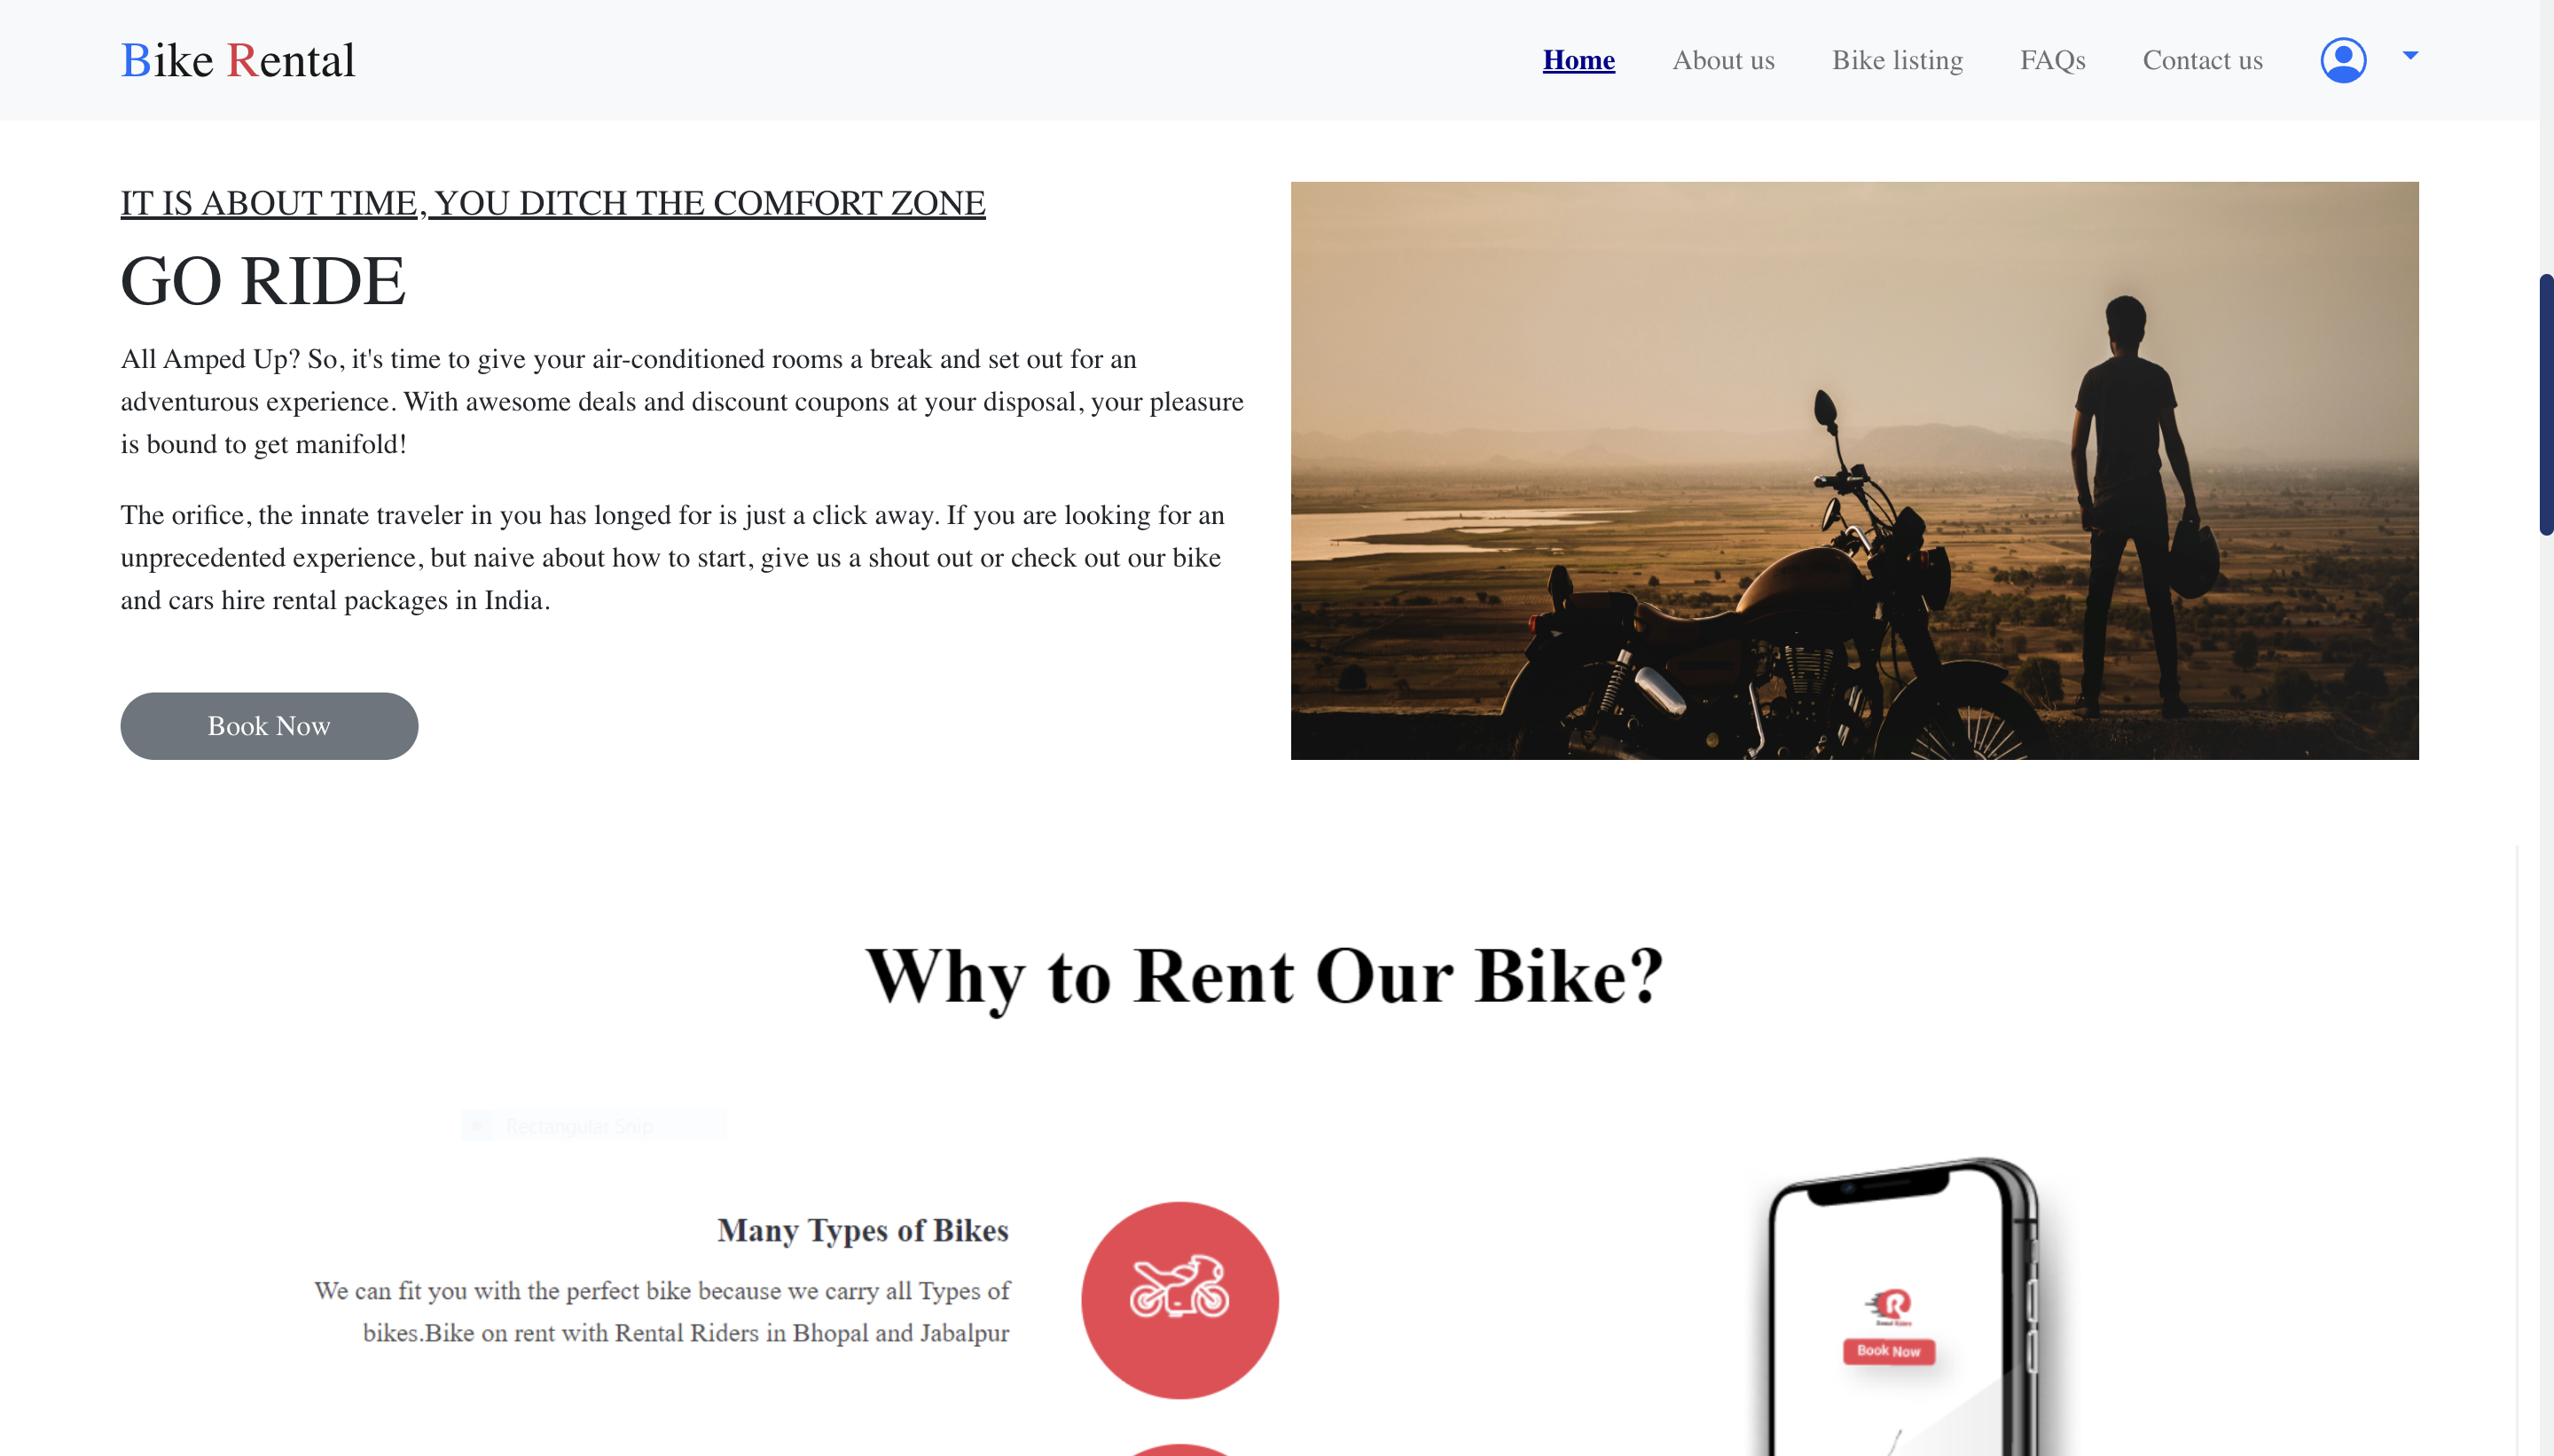 Bike Rental
Home
About us
Bike listing
FAQs
Contact us
IT IS ABOUT TIME, YOU DITCH THE COMFORT ZONE
GO RIDE
All Amped Up? So, it's time to give your air-conditioned rooms a break and set out for an
adventurous experience. With awesome deals and discount coupons at your disposal, your pleasure
is bound to get manifold!
The orifice, the innate traveler in you has longed for is just a click away. If you are looking for an
unprecedented experience, but naive about how to start, give us a shout out or check out our bike
and cars hire rental packages in India.
Book Now
Why to Rent Our Bike?
Rectangular Snip
Many Types of Bikes
We can fit you with the perfect bike because we carry all Types of
bikes.Bike on rent with Rental Riders in Bhopal and Jabalpur
R
Book Now